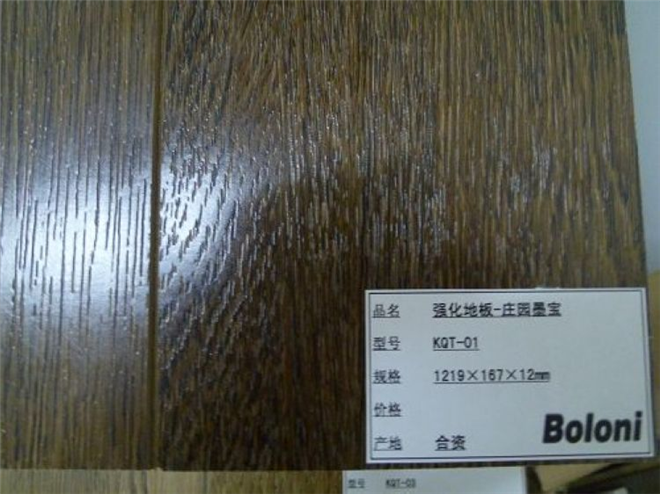 品名 强化地板-庄园墨宝
型号 KQT-01
规格 1219×167×12mm
价格
产地 合资
Boloni
型号 KQT-03